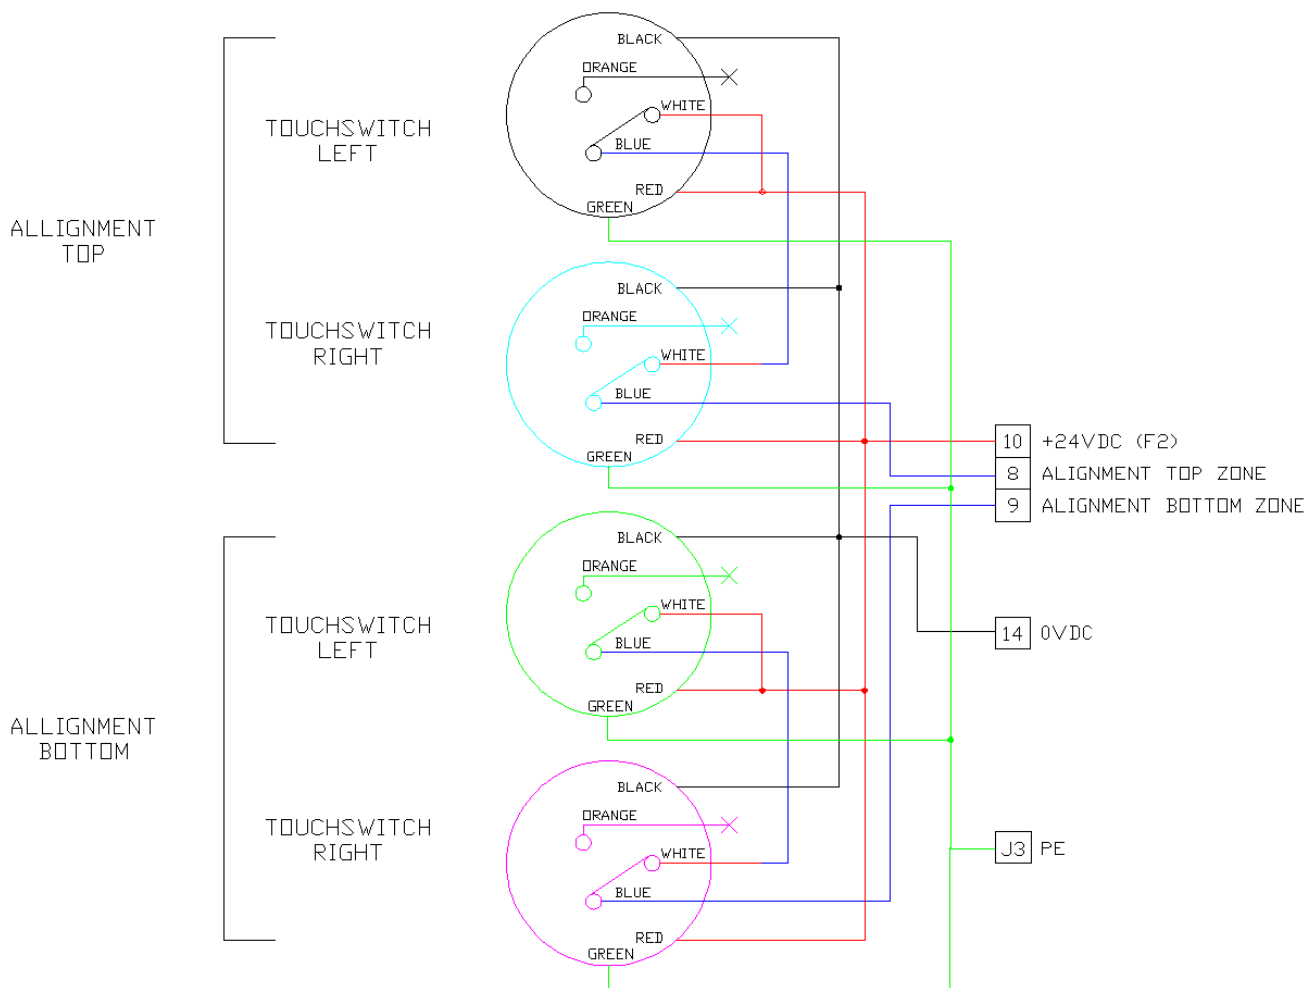 BLACK
ORANGE
WHITE
TOUCHSWITCH
LEFT
BLUE
RED
GREEN
ALLIGNMENT
TOP
BLACK
ORANGE
TOUCHSWITCH
RIGHT
WHITE
BLUE
RED
GREEN
10 +24VDC (F2)
8 ALIGNMENT TOP ZONE
9 ALIGNMENT BOTTOM ZONE
BLACK
ORANGE
WHITE
TOUCHSWITCH
LEFT
BLUE
14 0VDC
RED
GREEN
ALLIGNMENT
BOTTOM
BLACK
ORANGE
TOUCHSWITCH
RIGHT
WHITE
J3 PE
BLUE
RED
GREEN